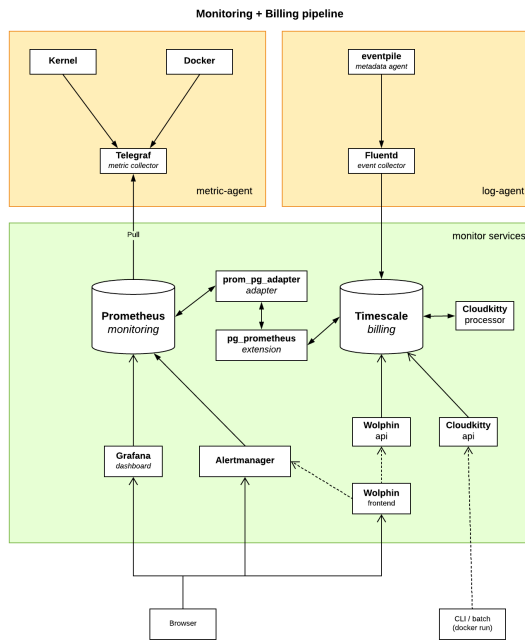 Monitoring + Billing pipeline
Kernel
Docker
Telegraf
metric collector
metric-agent
eventpile
metadata agent
Fluentd
event collector
log-agent
monitor services
Pull
Prometheus
monitoring
prom_pg_adapter
adapter
pg_prometheus
extension
Timescale
billing
Cloudkitty
processor
Grafana
dashboard
Alertmanager
Wolphin
api
Cloudkitty
api
Wolphin
frontend
Browser
CLI / batch
(docker run)